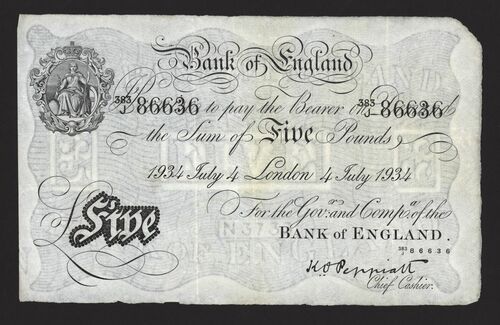 Bank of England
383/J 86636 to pay the Bearer on 383/J 86636
the Sum of Five Pounds
1934 July 4 London 4 July 1934
For the Govr. and Compa. of the
BANK of ENGLAND.
383/J 86636
Five
K O Peppiatt
Chief Cashier.